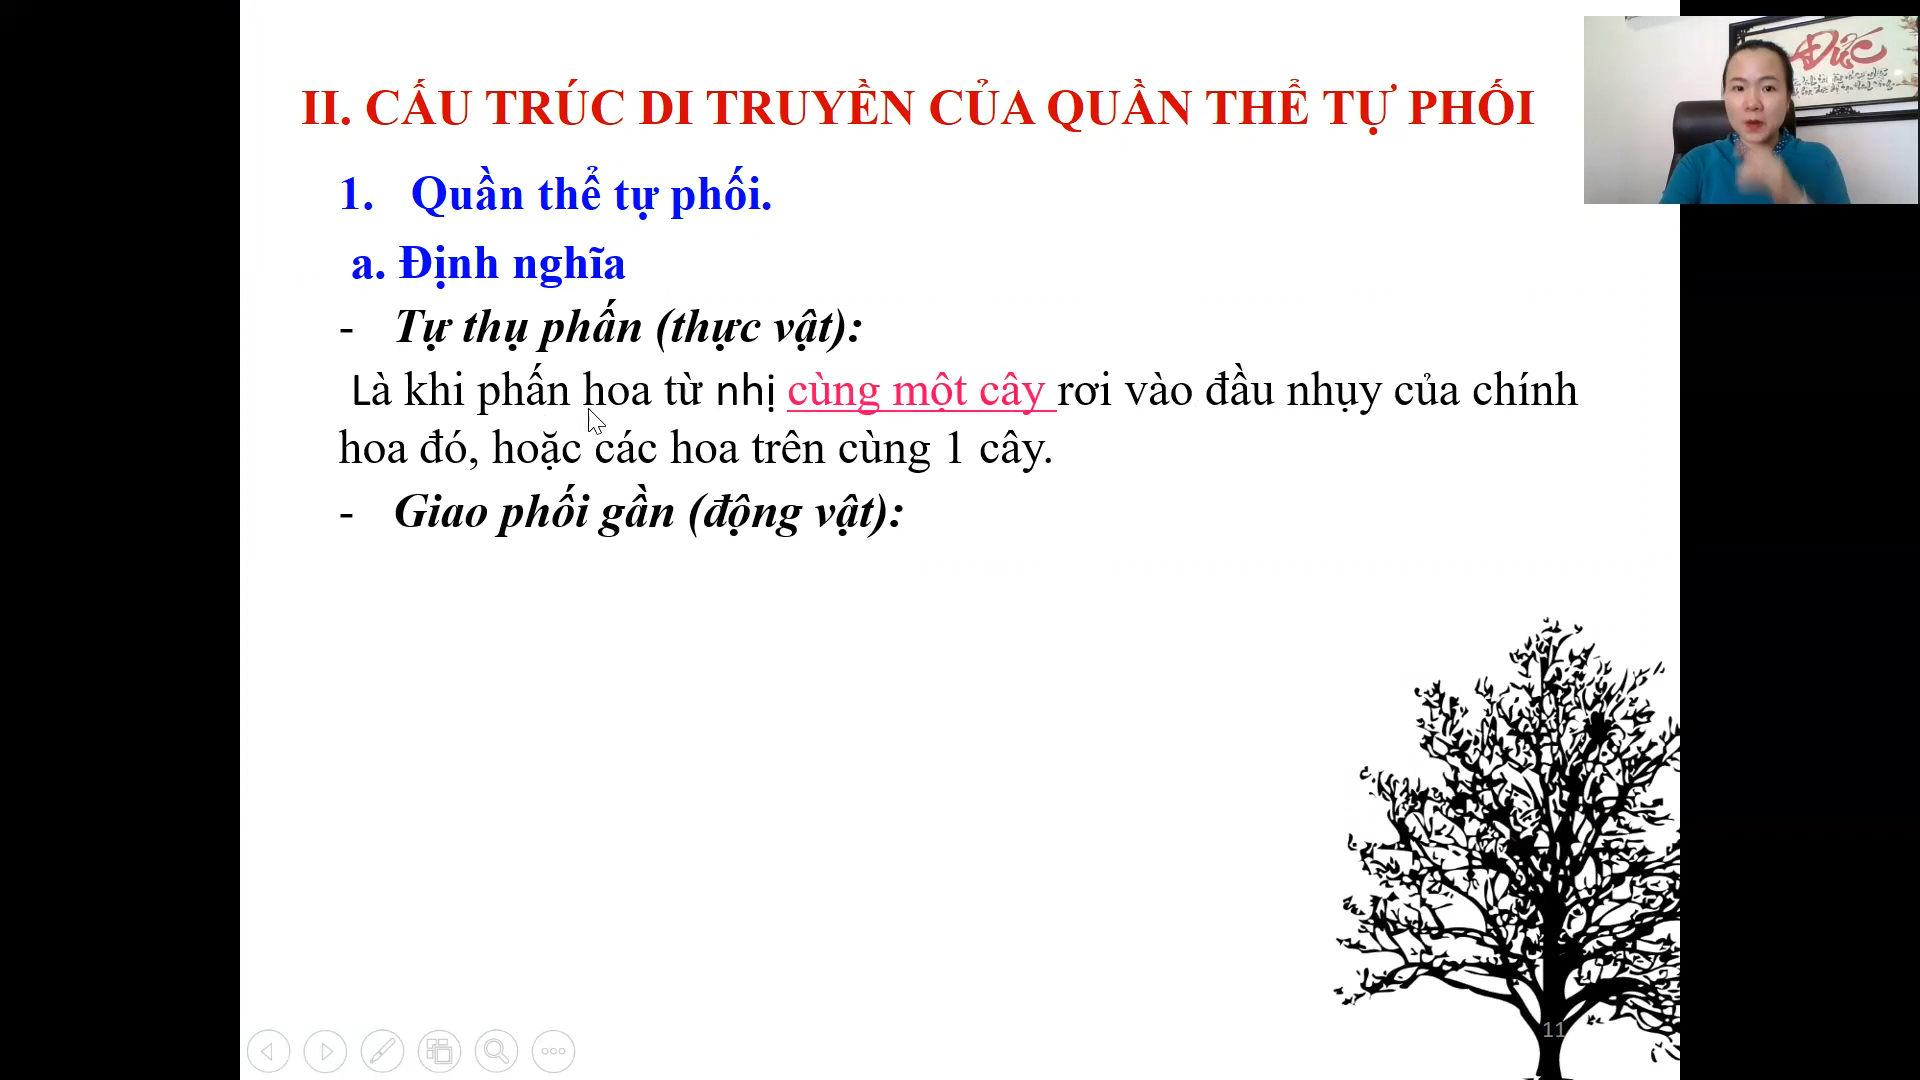 II. CẤU TRÚC DI TRUYỀN CỦA QUẦN THỂ TỰ PHỐI
1. Quần thể tự phối.
a. Định nghĩa
- Tự thụ phấn (thực vật):
Là khi phấn hoa từ nhị cùng một cây rơi vào đầu nhụy của chính
hoa đó, hoặc các hoa trên cùng 1 cây.
- Giao phối gần (động vật):
11
Đức